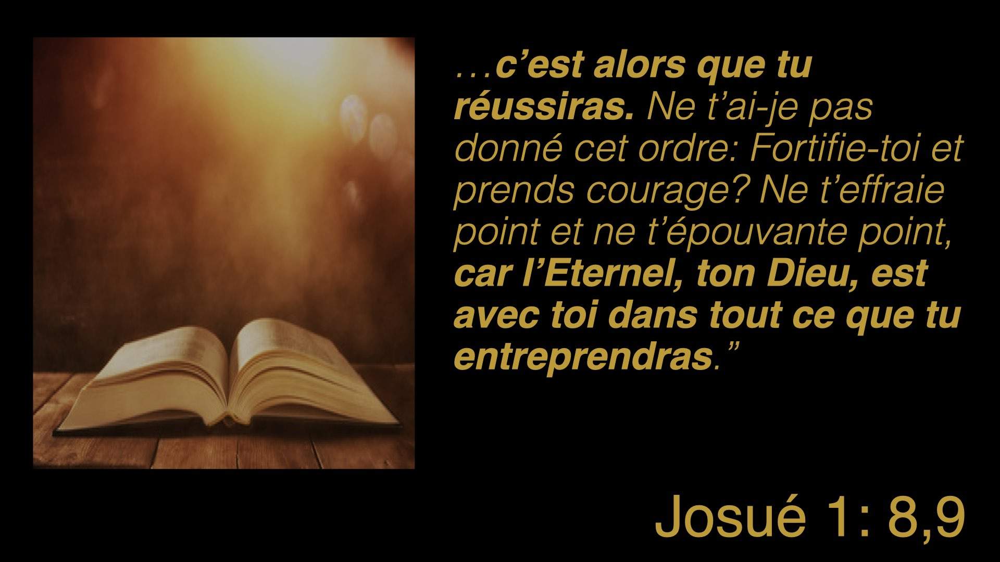 …c’est alors que tu
réussiras. Ne t’ai-je pas
donné cet ordre: Fortifie-toi et
prends courage? Ne t’effraie
point et ne t’épouvante point,
car l’Eternel, ton Dieu, est
avec toi dans tout ce que tu
entreprendras.”
Josué 1: 8,9